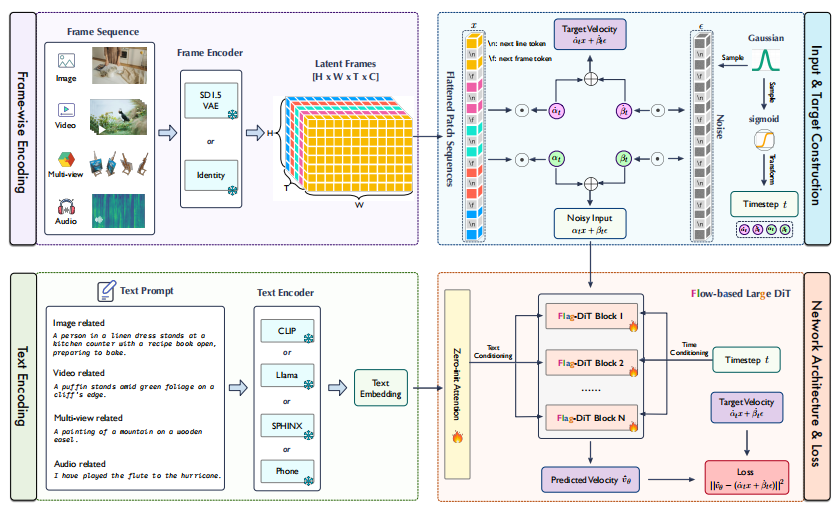 Frame-wise Encoding
Frame Sequence
Image
Video
Multi-view
Audio
Frame Encoder
SD1.5
VAE
or
Identity
Latent Frames
[H x W x T x C]
H
T
W
Input & Target Construction
Flattened Patch Sequences
x
\n: next line token
\f: next frame token
\n
\f
\n
\f
\n
\f
\n
\f
Target Velocity
α̇ₜx + β̇ₜϵ
α̇ₜ
β̇ₜ
αₜ
βₜ
Noisy Input
αₜx + βₜϵ
ϵ
Noise
\n
\f
\n
\f
\n
\f
\n
\f
Gaussian
Sample
Sample
sigmoid
Transform
Timestep t
α̇ₜ β̇ₜ αₜ βₜ
Text Encoding
Text Prompt
Image related
A person in a linen dress stands at a
kitchen counter with a recipe book open,
preparing to bake.
Video related
A puffin stands amid green foliage on a
cliff's edge.
Multi-view related
A painting of a mountain on a wooden
easel.
Audio related
I have played the flute to the hurricane.
Text Encoder
CLIP
or
Llama
or
SPHINX
or
Phone
Text
Embedding
Network Architecture & Loss
Flow-based Large DiT
Zero-init Attention
Text
Conditioning
Flag-DiT Block 1
Flag-DiT Block 2
......
Flag-DiT Block N
Time
Conditioning
Timestep t
Target Velocity
α̇ₜx + β̇ₜϵ
Predicted Velocity v̂θ
Loss
||v̂θ − (α̇ₜx + β̇ₜϵ)||²